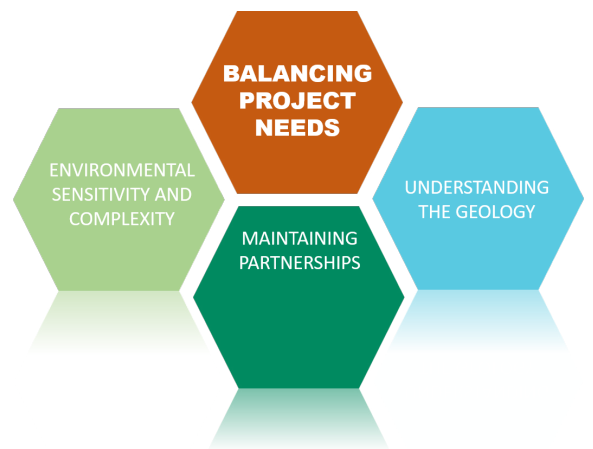 BALANCING
PROJECT
NEEDS
ENVIRONMENTAL
SENSITIVITY AND
COMPLEXITY
UNDERSTANDING
THE GEOLOGY
MAINTAINING
PARTNERSHIPS